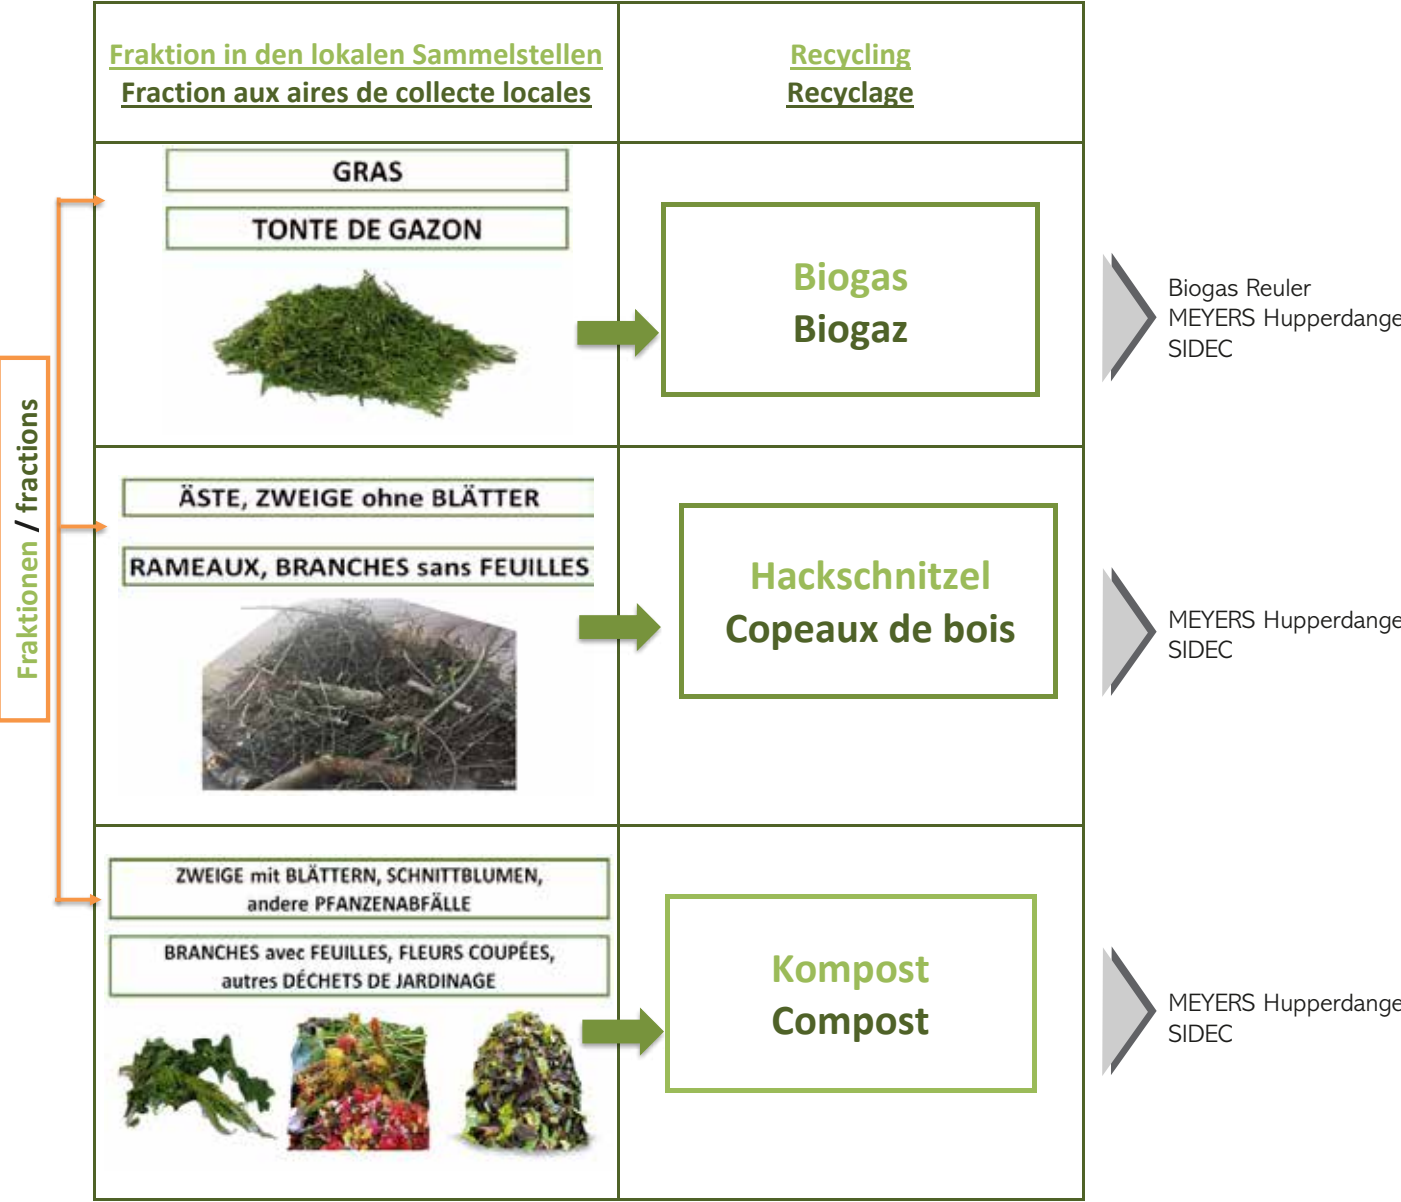 Fraktion in den lokalen Sammelstellen
Fraction aux aires de collecte locales
Recycling
Recyclage
Fraktionen / fractions
GRAS
TONTE DE GAZON
Biogas
Biogaz
Biogas Reuler
MEYERS Hupperdange
SIDEC
ÄSTE, ZWEIGE ohne BLÄTTER
RAMEAUX, BRANCHES sans FEUILLES
Hackschnitzel
Copeaux de bois
MEYERS Hupperdange
SIDEC
ZWEIGE mit BLÄTTERN, SCHNITTBLUMEN,
andere PFANZENABFÄLLE
BRANCHES avec FEUILLES, FLEURS COUPÉES,
autres DÉCHETS DE JARDINAGE
Kompost
Compost
MEYERS Hupperdange
SIDEC